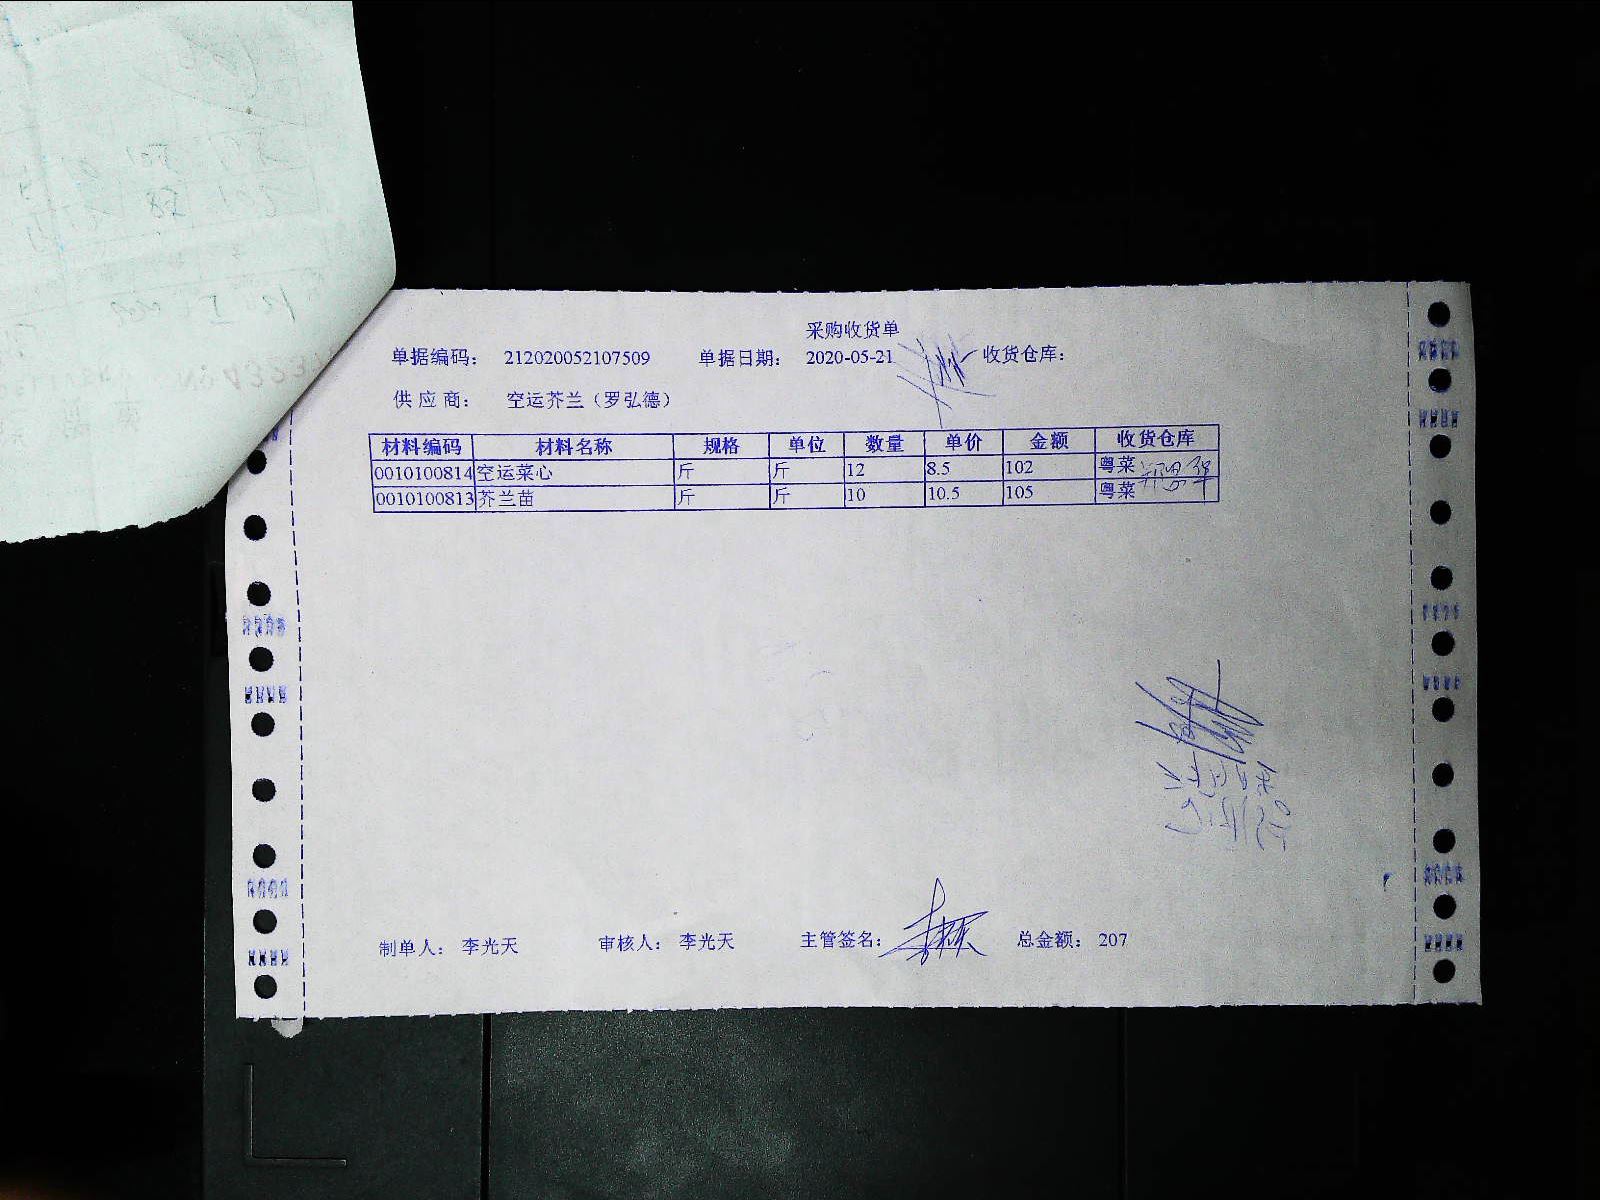 采购收货单
单据编码: 212020052107509 单据日期: 2020-05-21 收货仓库:
供应商: 空运芥兰（罗弘德）
材料编码 材料名称 规格 单位 数量 单价 金额 收货仓库
0010100814 空运菜心 斤 斤 12 8.5 102 粤菜
0010100813 芥兰苗 斤 斤 10 10.5 105 粤菜
制单人: 李光天 审核人: 李光天 主管签名: 总金额: 207